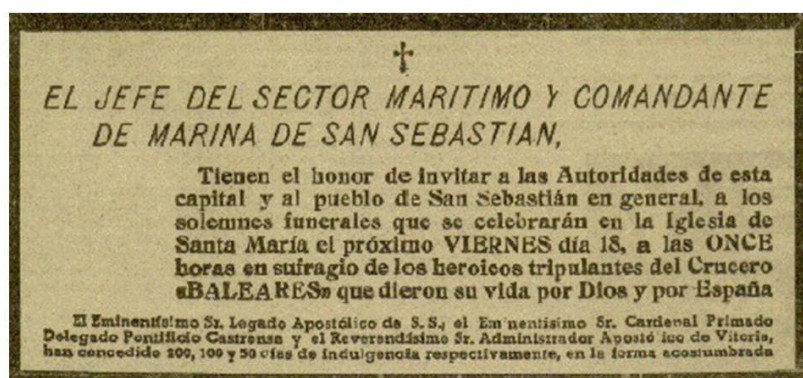 EL JEFE DEL SECTOR MARITIMO Y COMANDANTE
DE MARINA DE SAN SEBASTIAN,
Tienen el honor de invitar a las Autoridades de esta
capital y al pueblo de San Sebastián en general, a los
solemnes funerales que se celebrarán en la Iglesia de
Santa María el próximo VIERNES día 18, a las ONCE
horas en sufragio de los heroicos tripulantes del Crucero
«BALEARES» que dieron su vida por Dios y por España
El Eminentísimo Sr. Legado Apostólico de S. S., el Eminentísimo Sr. Cardenal Primado
Delegado Pontificio Castrense y el Reverendísimo Sr. Administrador Apostólico de Vitoria,
han concedido 200, 100 y 50 días de indulgencia respectivamente, en la forma acostumbrada